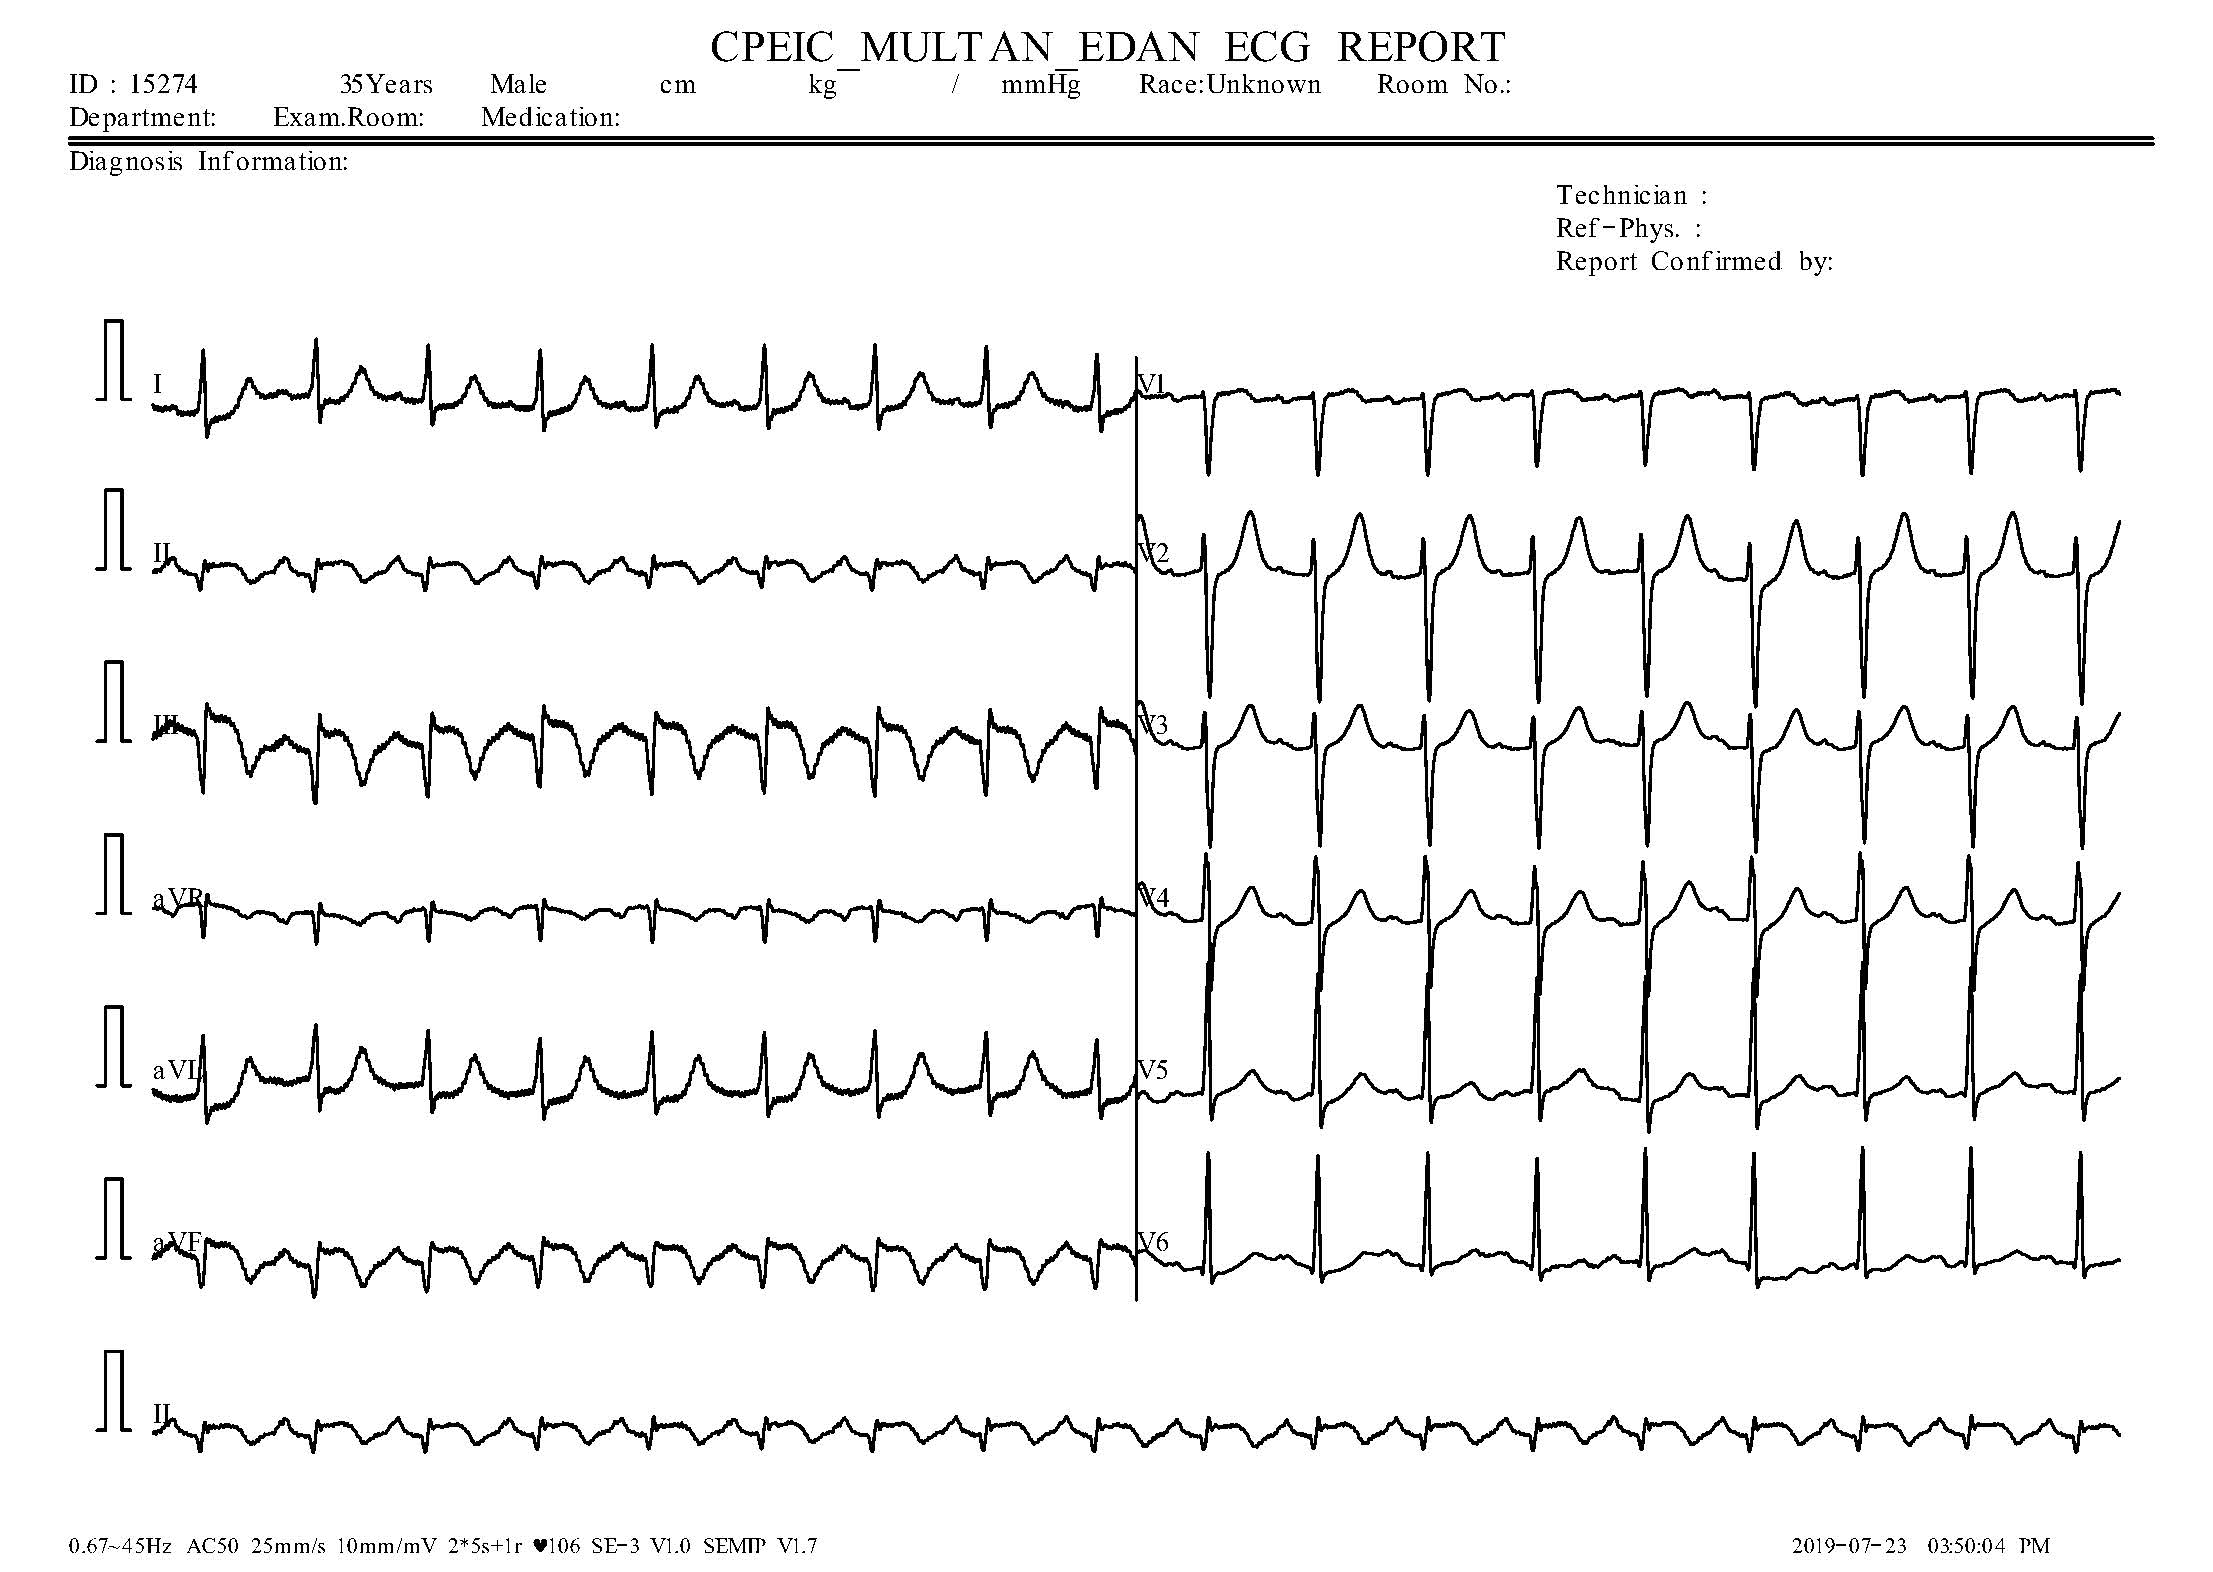 CPEIC_MULTAN_EDAN ECG REPORT
ID : 15274 35Years Male cm kg / mmHg Race:Unknown Room No.:
Department: Exam.Room: Medication:
Diagnosis Information:
Technician :
Ref-Phys. :
Report Confirmed by:
I V1
II V2
III V3
aVR V4
aVL V5
aVF V6
II
0.67~45Hz AC50 25mm/s 10mm/mV 2*5s+1r ♥106 SE-3 V1.0 SEMIP V1.7 2019-07-23 03:50:04 PM